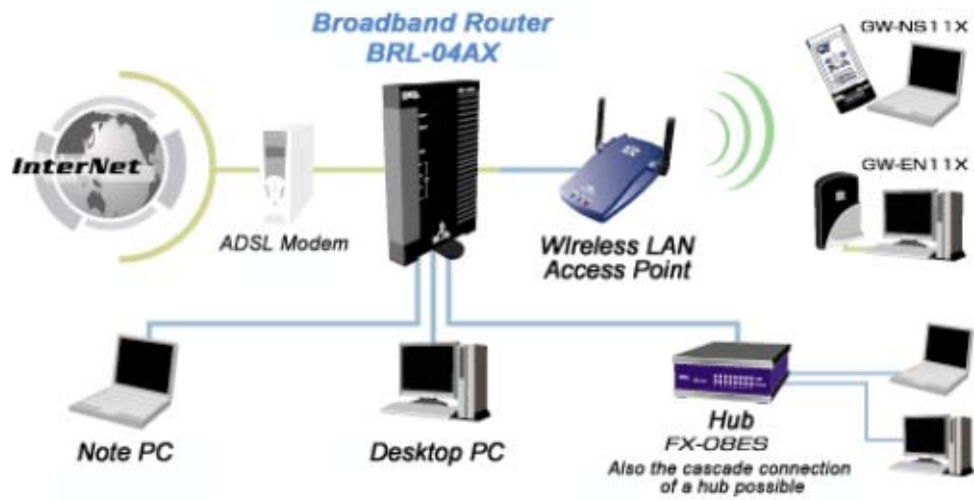 Broadband Router
BRL-04AX
GW-NS11X
InterNet
GW-EN11X
ADSL Modem
WIreless LAN
Access Point
Note PC
Desktop PC
Hub
FX-08ES
Also the cascade connection
of a hub possible